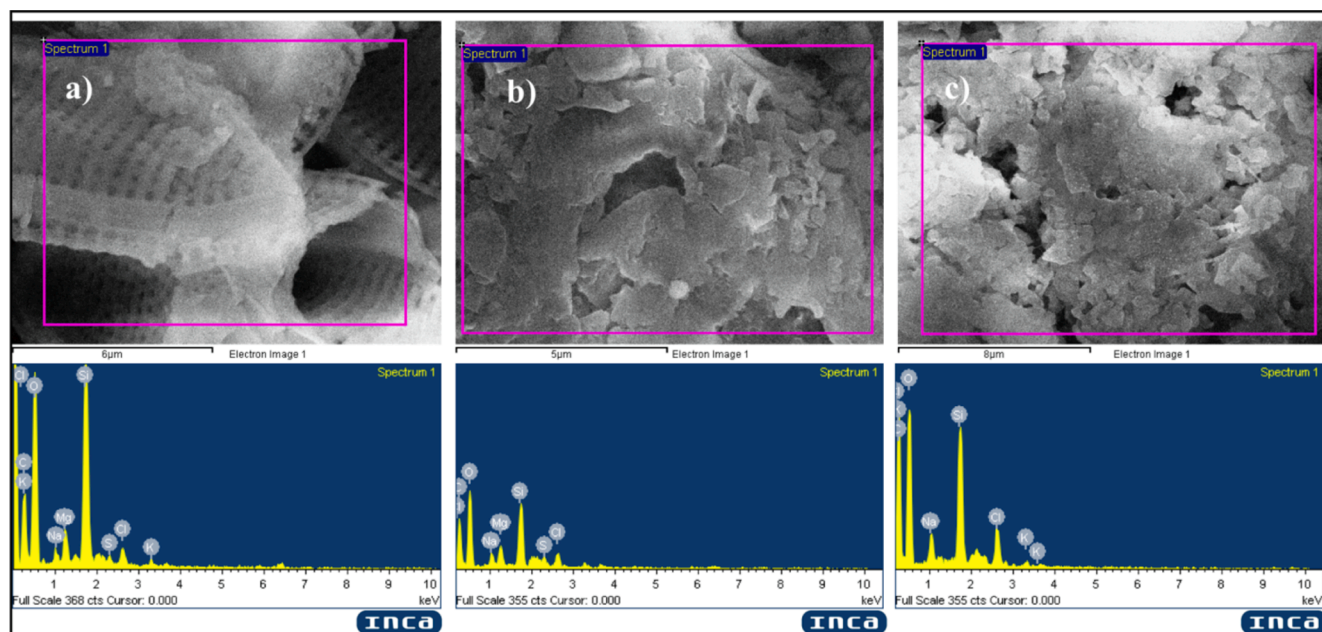 Spectrum 1
a)
6µm
Electron Image 1
Spectrum 1
b)
5µm
Electron Image 1
Spectrum 1
c)
8µm
Electron Image 1
Spectrum 1
Cl
O
Si
C
K
Na
Mg
S
Cl
K
1 2 3 4 5 6 7 8 9 10
Full Scale 368 cts Cursor: 0.000 keV
INCA
Spectrum 1
O
Si
C
Na
Mg
S
Cl
1 2 3 4 5 6 7 8 9 10
Full Scale 355 cts Cursor: 0.000 keV
INCA
Spectrum 1
O
K
C
Si
Na
Cl
K
K
1 2 3 4 5 6 7 8 9 10
Full Scale 355 cts Cursor: 0.000 keV
INCA